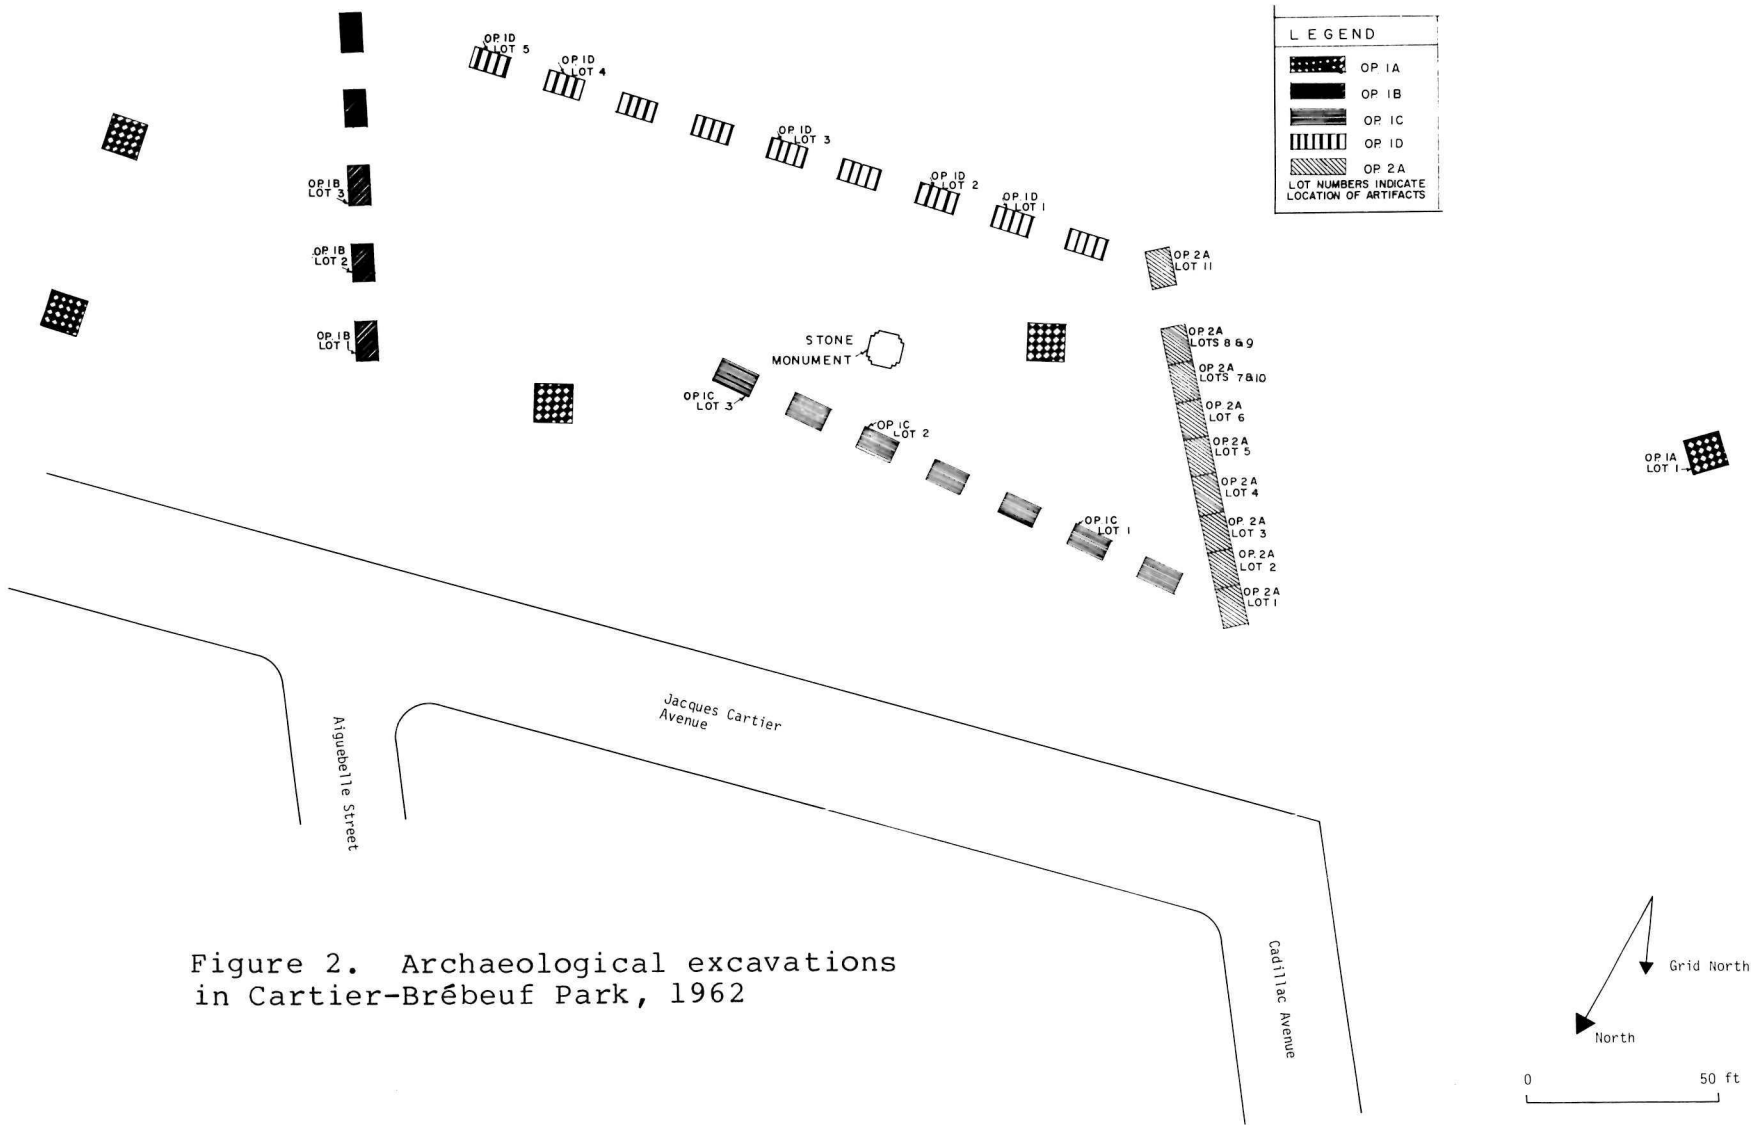 OP. 1D
LOT 5
OP. 1D
LOT 4
OP. 1D
LOT 3
OP. 1D
LOT 2
OP. 1D
LOT 1
LEGEND
OP. 1A
OP. 1B
OP. 1C
OP. 1D
OP. 2A
LOT NUMBERS INDICATE
LOCATION OF ARTIFACTS
OP. 1B
LOT 3
OP. 1B
LOT 2
OP. 1B
LOT 1
STONE
MONUMENT
OP. 1C
LOT 3
OP. 1C
LOT 2
OP. 1C
LOT 1
OP. 2A
LOT 11
OP. 2A
LOTS 8 & 9
OP. 2A
LOTS 7&10
OP. 2A
LOT 6
OP. 2A
LOT 5
OP. 2A
LOT 4
OP. 2A
LOT 3
OP. 2A
LOT 2
OP. 2A
LOT 1
OP. 1A
LOT 1
Jacques Cartier
Avenue
Aiguebelle Street
Cadillac Avenue
Figure 2. Archaeological excavations
in Cartier-Brébeuf Park, 1962
Grid North
North
0 50 ft